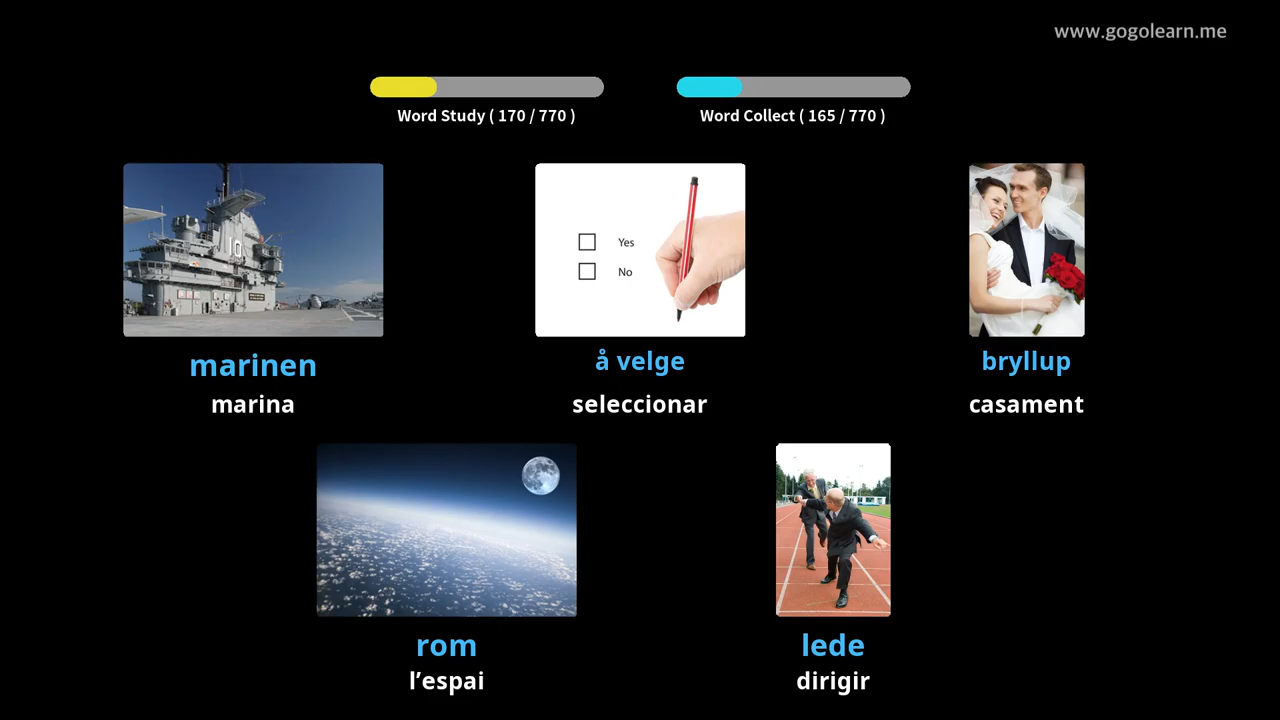 www.gogolearn.me
Word Study ( 170 / 770 )
Word Collect ( 165 / 770 )
10
Yes
No
marinen
å velge
bryllup
marina
seleccionar
casament
rom
lede
l’espai
dirigir